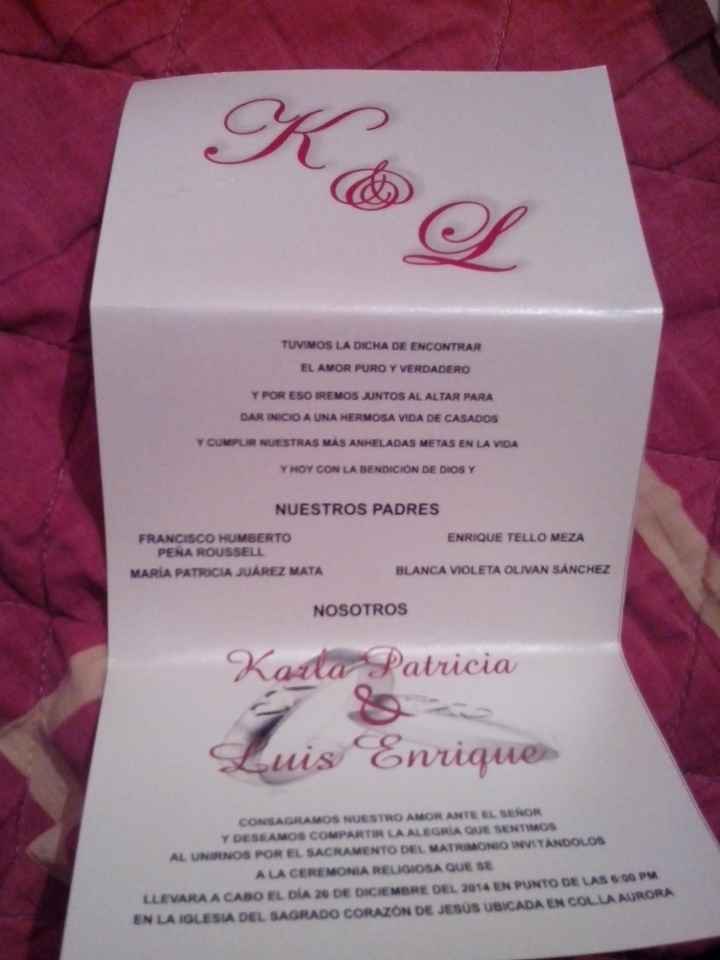 K
&
L
TUVIMOS LA DICHA DE ENCONTRAR
EL AMOR PURO Y VERDADERO
Y POR ESO IREMOS JUNTOS AL ALTAR PARA
DAR INICIO A UNA HERMOSA VIDA DE CASADOS
Y CUMPLIR NUESTRAS MÁS ANHELADAS METAS EN LA VIDA
Y HOY CON LA BENDICIÓN DE DIOS Y
NUESTROS PADRES
FRANCISCO HUMBERTO
PEÑA ROUSSELL
MARÍA PATRICIA JUÁREZ MATA
ENRIQUE TELLO MEZA
BLANCA VIOLETA OLIVAN SÁNCHEZ
NOSOTROS
Karla Patricia
&
Luis Enrique
CONSAGRAMOS NUESTRO AMOR ANTE EL SEÑOR
Y DESEAMOS COMPARTIR LA ALEGRÍA QUE SENTIMOS
AL UNIRNOS POR EL SACRAMENTO DEL MATRIMONIO INVITÁNDOLOS
A LA CEREMONIA RELIGIOSA QUE SE
LLEVARA A CABO EL DÍA 26 DE DICIEMBRE DEL 2014 EN PUNTO DE LAS 6:00 PM
EN LA IGLESIA DEL SAGRADO CORAZÓN DE JESÚS UBICADA EN COL.LA AURORA